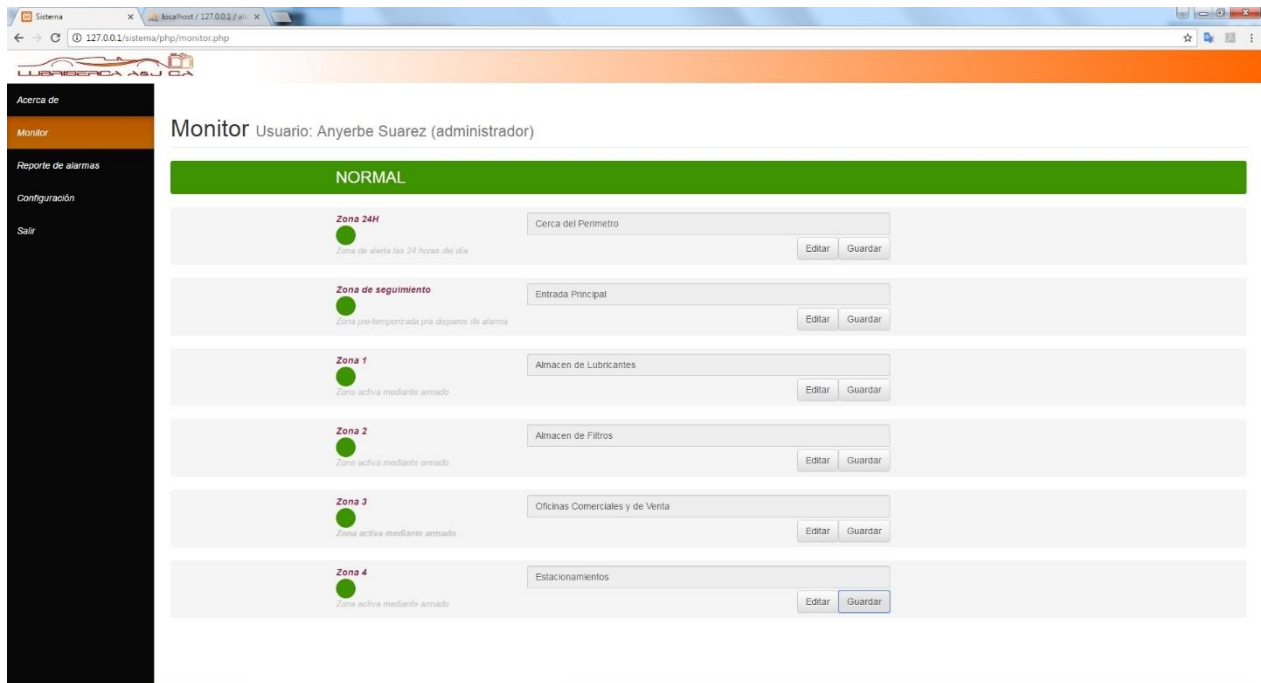 Sistema
localhost / 127.0.0.1 / al
127.0.0.1/sistema/php/monitor.php
LUBRIBERCA A&J CA
Acerca de
Monitor
Reporte de alarmas
Configuración
Salir
Monitor Usuario: Anyerbe Suarez (administrador)
NORMAL
Zona 24H
Cerca del Perimetro
Zona de alerta las 24 horas del dia
Editar Guardar
Zona de seguimiento
Entrada Principal
Zona pre-temporizada pra disparos de alarma
Editar Guardar
Zona 1
Almacen de Lubricantes
Zona activa mediante armado
Editar Guardar
Zona 2
Almacen de Filtros
Zona activa mediante armado
Editar Guardar
Zona 3
Oficinas Comerciales y de Venta
Zona activa mediante armado
Editar Guardar
Zona 4
Estacionamientos
Zona activa mediante armado
Editar Guardar